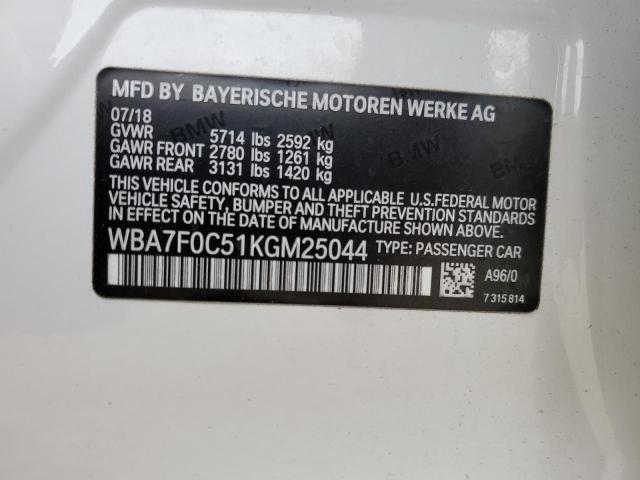 MFD BY BAYERISCHE MOTOREN WERKE AG
07/18
GVWR 5714 lbs 2592 kg
GAWR FRONT 2780 lbs 1261 kg
GAWR REAR 3131 lbs 1420 kg
THIS VEHICLE CONFORMS TO ALL APPLICABLE U.S. FEDERAL MOTOR
VEHICLE SAFETY, BUMPER AND THEFT PREVENTION STANDARDS
IN EFFECT ON THE DATE OF MANUFACTURE SHOWN ABOVE.
WBA7F0C51KGM25044 TYPE: PASSENGER CAR
A96/0
7 315 814
BMW
BMW
BMW